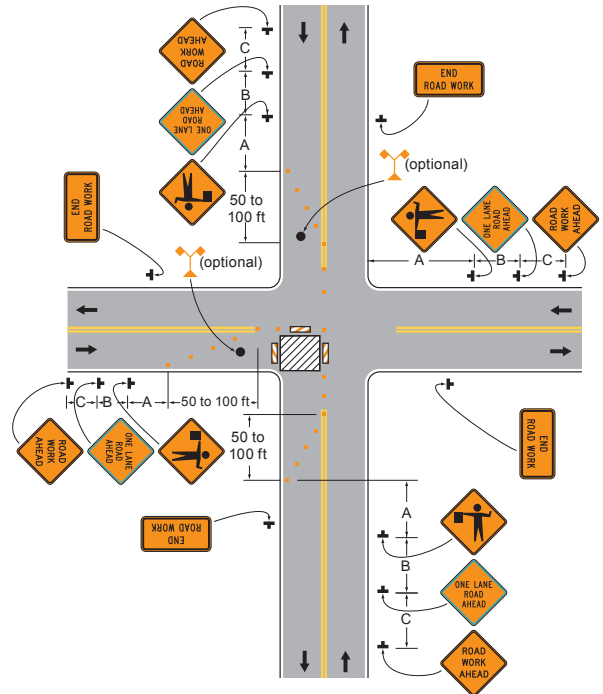 ROAD
WORK
AHEAD
C
ONE LANE
ROAD
AHEAD
B
A
50 to
100 ft
END
ROAD WORK
(optional)
END
ROAD WORK
(optional)
ONE LANE
ROAD
AHEAD
ROAD
WORK
AHEAD
A
B
C
C
B
A
50 to 100 ft
ROAD
WORK
AHEAD
ONE LANE
ROAD
AHEAD
50 to
100 ft
END
ROAD WORK
END
ROAD WORK
A
B
ONE LANE
ROAD
AHEAD
C
ROAD
WORK
AHEAD